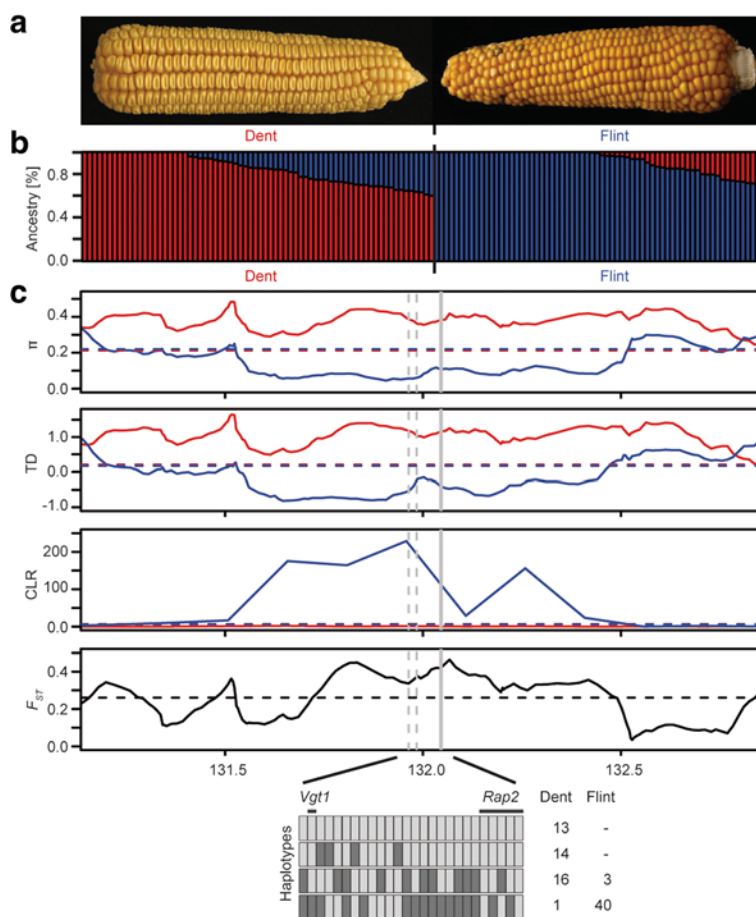 a
b
Dent Flint
Ancestry [%]
0.8
0.4
0.0
Dent Flint
c
π
0.4
0.2
0.0
TD
1.0
0.0
-1.0
CLR
200
100
0.0
FST
0.4
0.2
0.0
131.5 132.0 132.5
Vgt1 Rap2 Dent Flint
Haplotypes
13 -
14 -
16 3
1 40